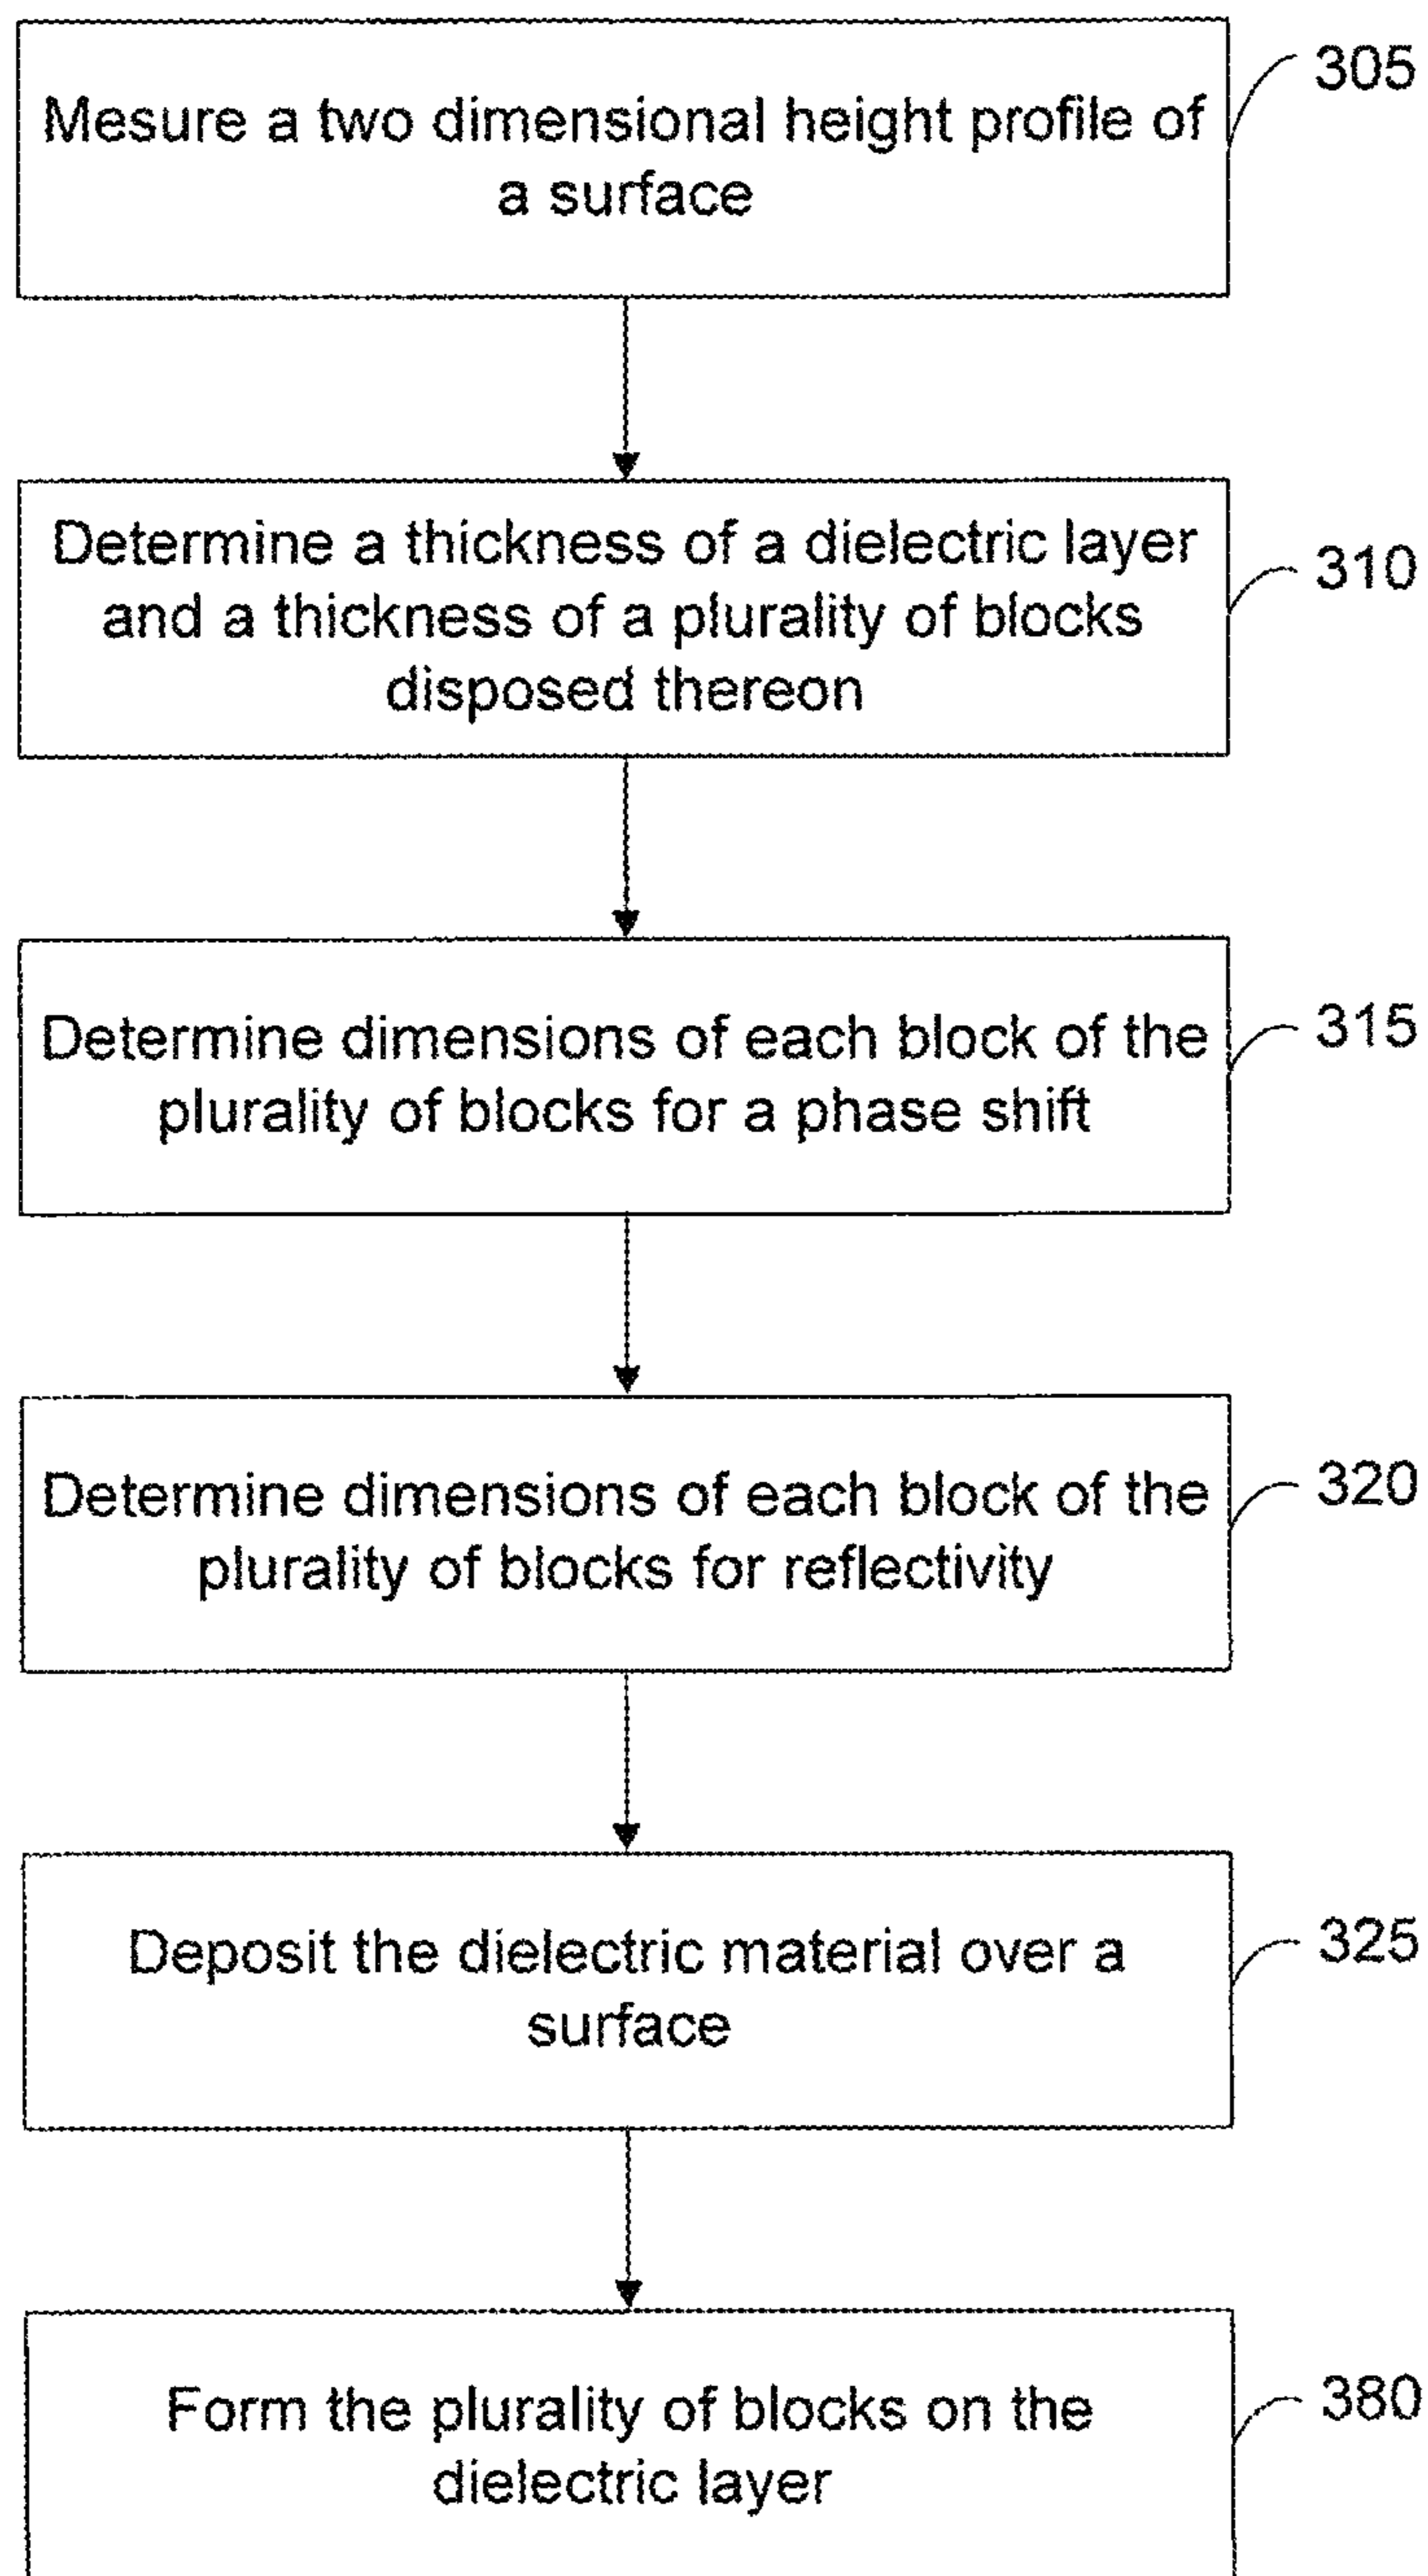 Mesure a two dimensional height profile of
a surface
305
Determine a thickness of a dielectric layer
and a thickness of a plurality of blocks
disposed thereon
310
Determine dimensions of each block of the
plurality of blocks for a phase shift
315
Determine dimensions of each block of the
plurality of blocks for reflectivity
320
Deposit the dielectric material over a
surface
325
Form the plurality of blocks on the
dielectric layer
380